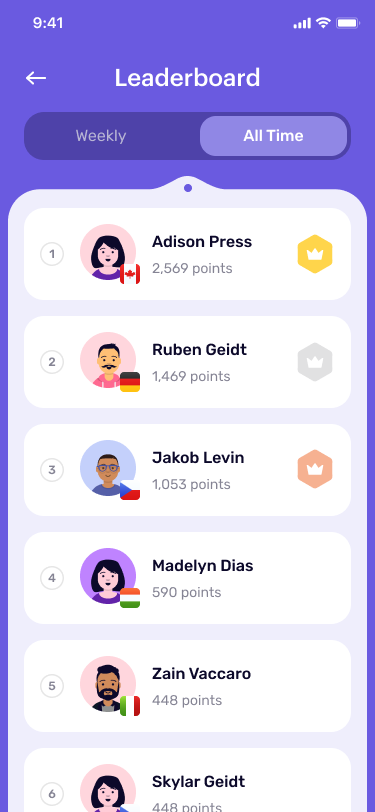 9:41
Leaderboard
Weekly
All Time
1
Adison Press
2,569 points
2
Ruben Geidt
1,469 points
3
Jakob Levin
1,053 points
4
Madelyn Dias
590 points
5
Zain Vaccaro
448 points
6
Skylar Geidt
448 points